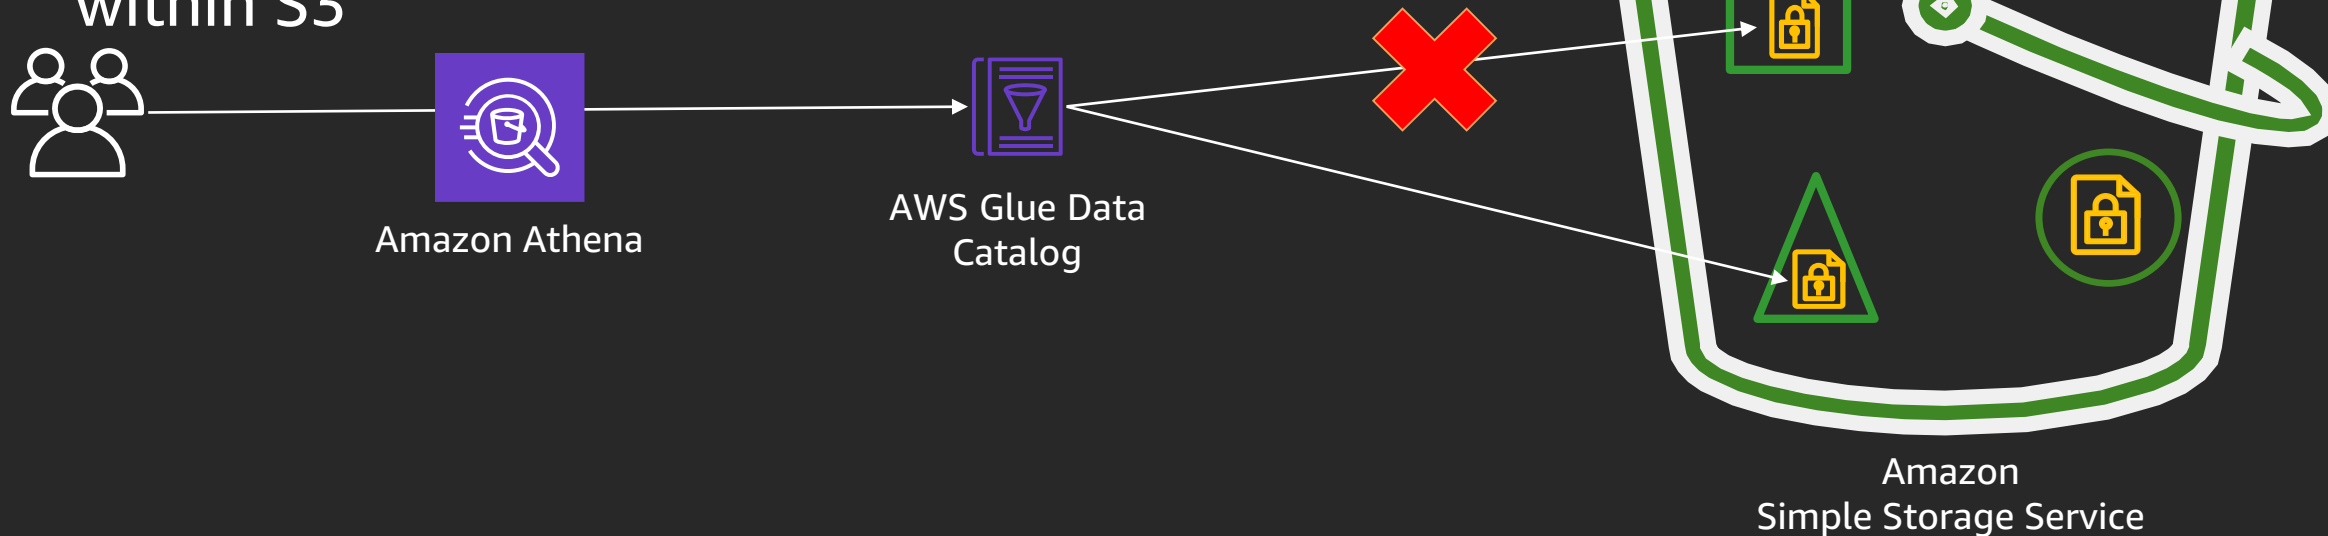 within S3
Amazon Athena
AWS Glue Data
Catalog
Amazon
Simple Storage Service